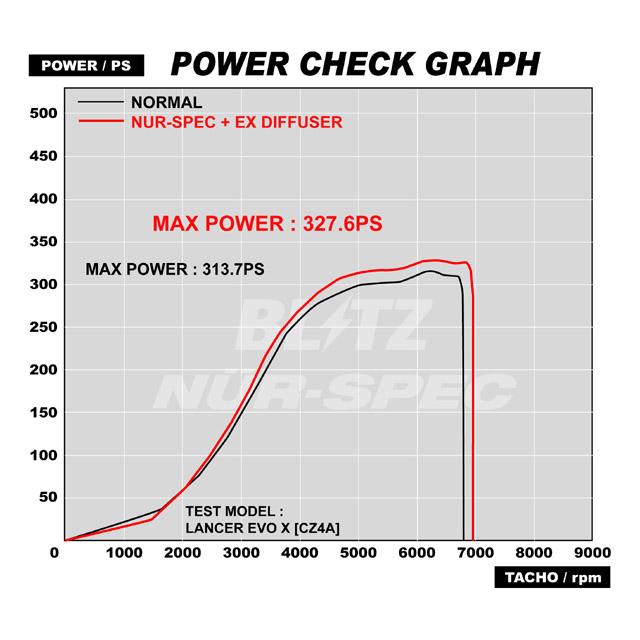 POWER / PS
POWER CHECK GRAPH
NORMAL
NÜR-SPEC + EX DIFFUSER
MAX POWER : 327.6PS
MAX POWER : 313.7PS
BLITZ
NÜR-SPEC
TEST MODEL :
LANCER EVO X [CZ4A]
500
450
400
350
300
250
200
150
100
50
0 1000 2000 3000 4000 5000 6000 7000 8000 9000
TACHO / rpm